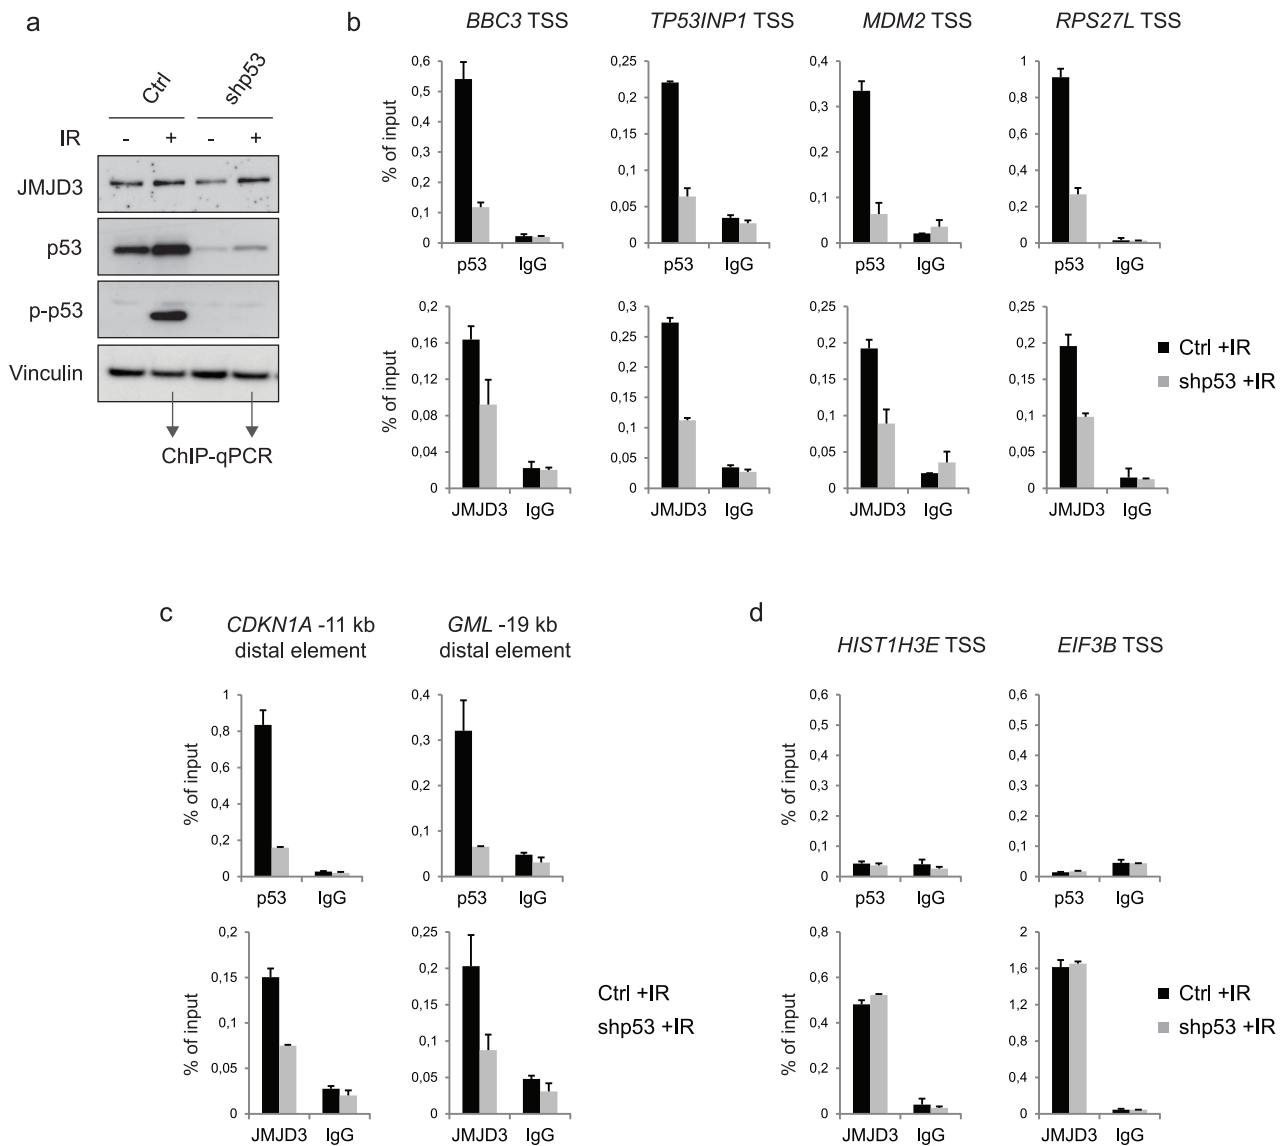 a
Ctrl
shp53
IR - + - +
JMJD3
p53
p-p53
Vinculin
ChIP-qPCR
b
BBC3 TSS
TP53INP1 TSS
MDM2 TSS
RPS27L TSS
% of input
0,6
0,5
0,4
0,3
0,2
0,1
0
p53 IgG
0,25
0,2
0,15
0,1
0,05
0
p53 IgG
0,4
0,3
0,2
0,1
0
p53 IgG
1
0,8
0,6
0,4
0,2
0
p53 IgG
% of input
0,2
0,16
0,12
0,08
0,04
0
JMJD3 IgG
0,3
0,25
0,2
0,15
0,1
0,05
0
JMJD3 IgG
0,25
0,2
0,15
0,1
0,05
0
JMJD3 IgG
0,25
0,2
0,15
0,1
0,05
0
JMJD3 IgG
Ctrl +IR
shp53 +IR
c
CDKN1A -11 kb
distal element
GML -19 kb
distal element
% of input
1
0,8
0,6
0,4
0,2
0
p53 IgG
0,4
0,3
0,2
0,1
0
p53 IgG
% of input
0,2
0,15
0,1
0,05
0
JMJD3 IgG
0,25
0,2
0,15
0,1
0,05
0
JMJD3 IgG
Ctrl +IR
shp53 +IR
d
HIST1H3E TSS
EIF3B TSS
% of input
0,6
0,5
0,4
0,3
0,2
0,1
0
p53 IgG
0,6
0,5
0,4
0,3
0,2
0,1
0
p53 IgG
% of input
0,8
0,6
0,4
0,2
0
JMJD3 IgG
2
1,6
1,2
0,8
0,4
0
JMJD3 IgG
Ctrl +IR
shp53 +IR